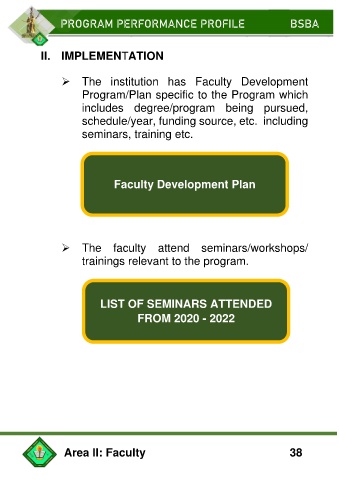 PROGRAM PERFORMANCE PROFILE BSBA
II. IMPLEMENTATION
➢ The institution has Faculty Development
Program/Plan specific to the Program which
includes degree/program being pursued,
schedule/year, funding source, etc. including
seminars, training etc.
Faculty Development Plan
➢ The faculty attend seminars/workshops/
trainings relevant to the program.
LIST OF SEMINARS ATTENDED
FROM 2020 - 2022
Area II: Faculty 38